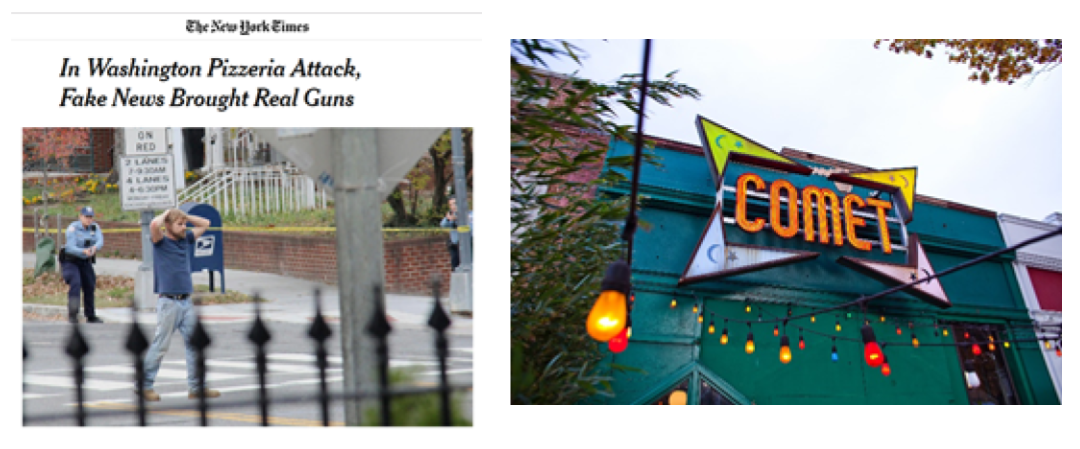 The New York Times
In Washington Pizzeria Attack,
Fake News Brought Real Guns
ON
RED
2 LANES
7-9:30AM
4 LANES
4-6:30PM
COMET